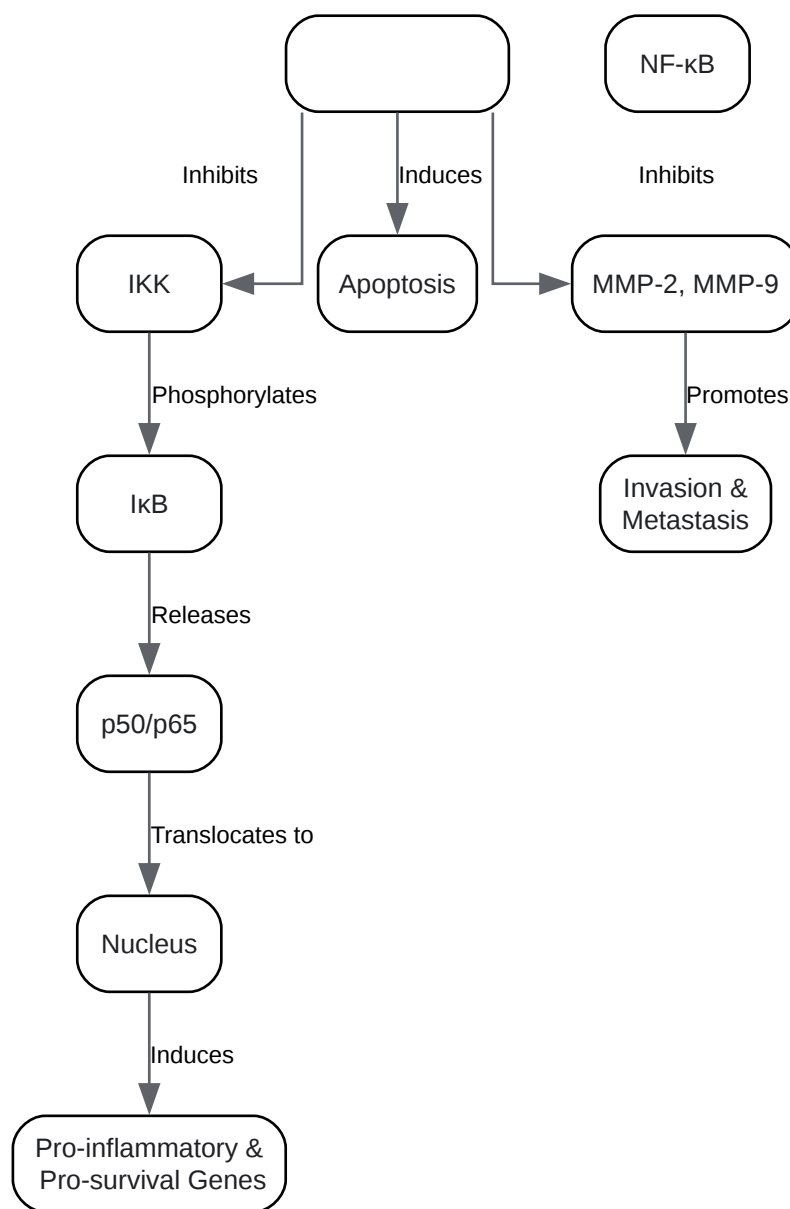 NF-κB
Inhibits
Induces
Inhibits
IKK
Apoptosis
MMP-2, MMP-9
Phosphorylates
Promotes
IκB
Invasion &
Metastasis
Releases
p50/p65
Translocates to
Nucleus
Induces
Pro-inflammatory &
Pro-survival Genes